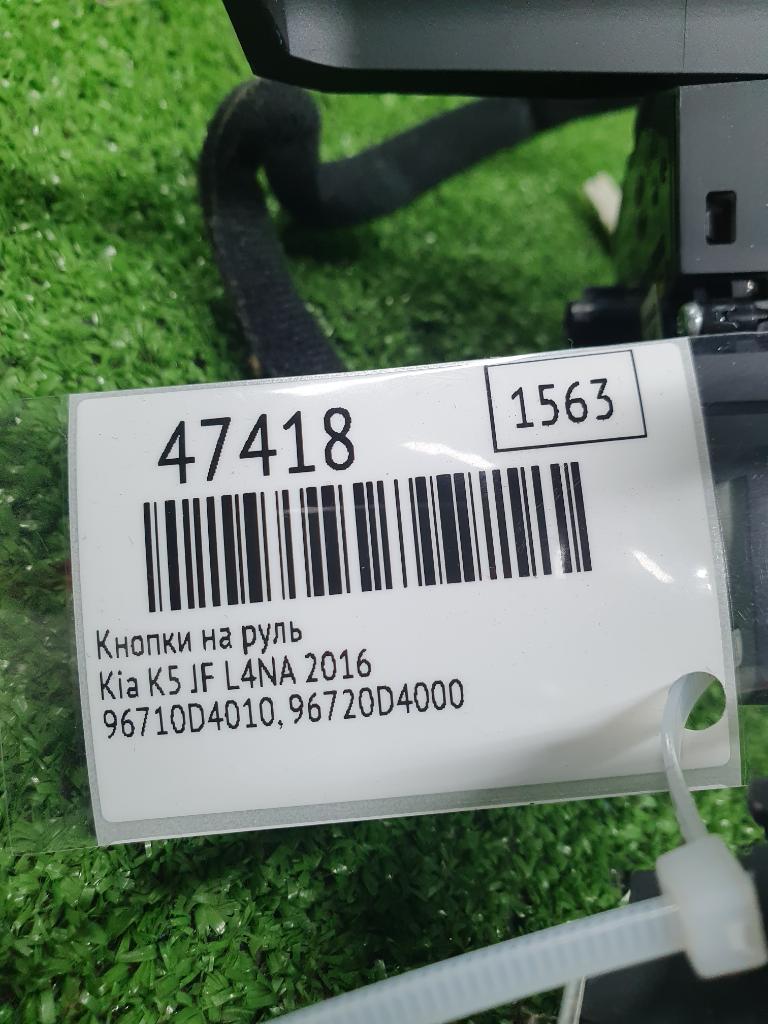 47418
1563
Кнопки на руль
Kia K5 JF L4NA 2016
96710D4010, 96720D4000